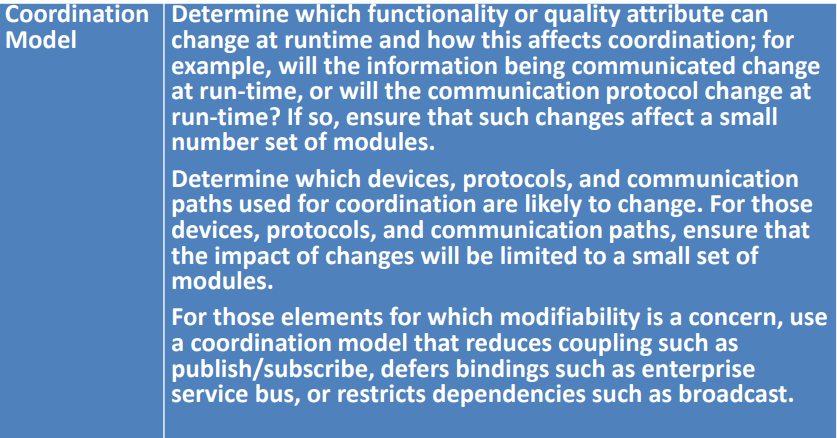 Coordination
Model
Determine which functionality or quality attribute can
change at runtime and how this affects coordination; for
example, will the information being communicated change
at run-time, or will the communication protocol change at
run-time? If so, ensure that such changes affect a small
number set of modules.
Determine which devices, protocols, and communication
paths used for coordination are likely to change. For those
devices, protocols, and communication paths, ensure that
the impact of changes will be limited to a small set of
modules.
For those elements for which modifiability is a concern, use
a coordination model that reduces coupling such as
publish/subscribe, defers bindings such as enterprise
service bus, or restricts dependencies such as broadcast.